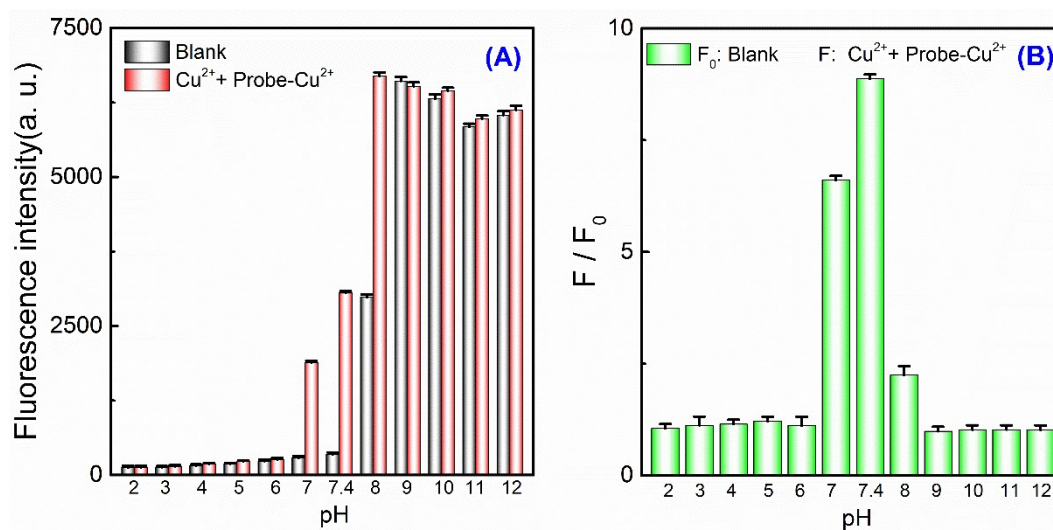 7500
5000
2500
0
Fluorescence intensity(a. u.)
Blank
Cu²⁺+ Probe-Cu²⁺
(A)
2 3 4 5 6 7 7.4 8 9 10 11 12
pH
10
5
0
F / F₀
F₀: Blank F: Cu²⁺+ Probe-Cu²⁺
(B)
2 3 4 5 6 7 7.4 8 9 10 11 12
pH